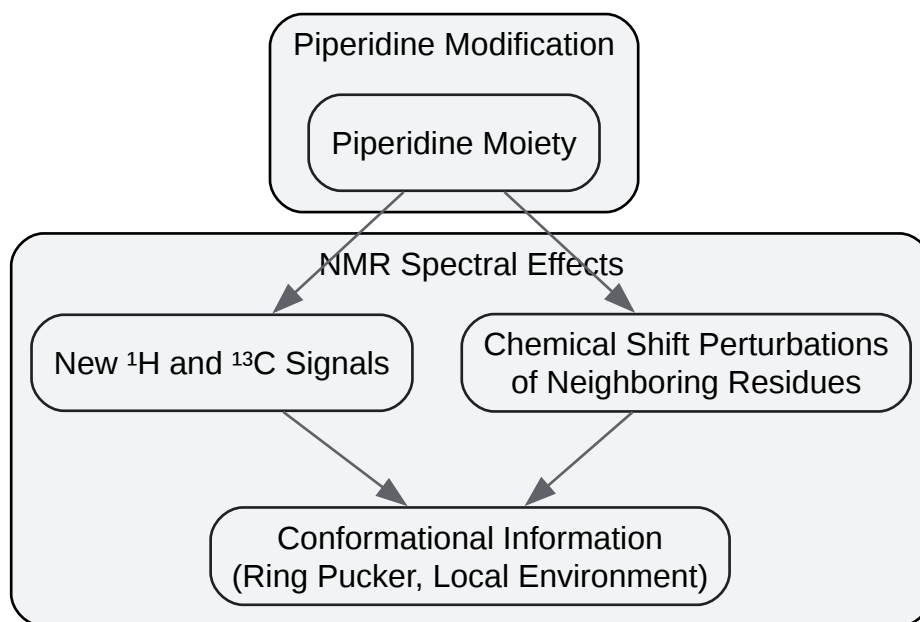 Piperidine Modification
Piperidine Moiety
NMR Spectral Effects
New ¹H and ¹³C Signals
Chemical Shift Perturbations
of Neighboring Residues
Conformational Information
(Ring Pucker, Local Environment)